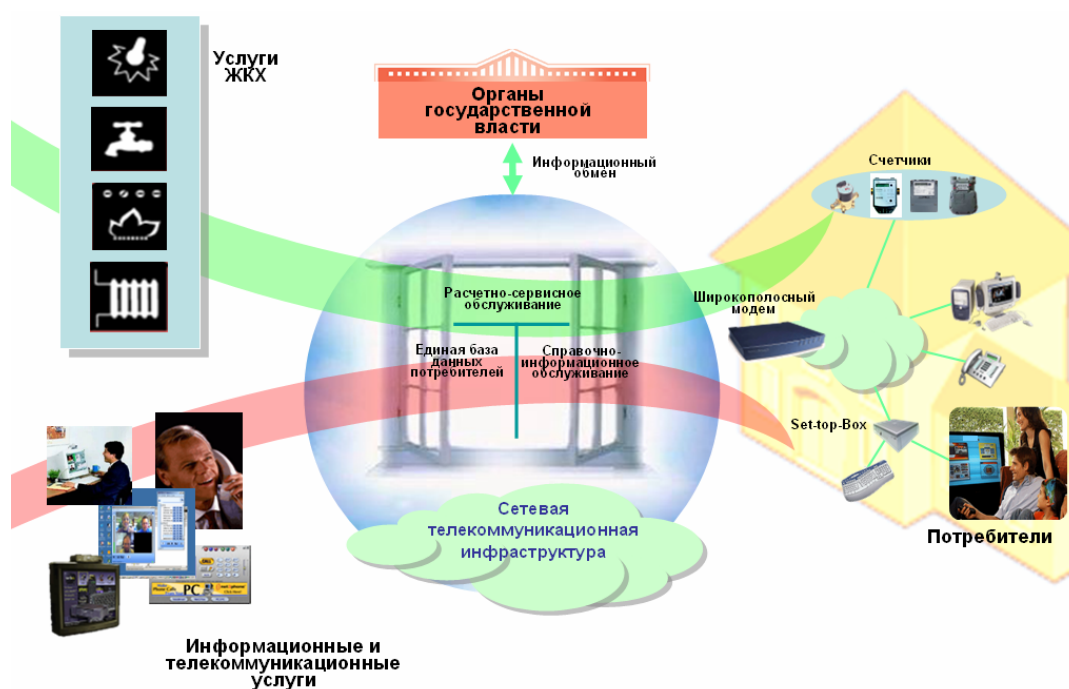 Услуги
ЖКХ
Органы
государственной
власти
Информационный
обмен
Счетчики
Расчетно-сервисное
обслуживание
Широкополосный
модем
Единая база
данных
потребителей
Справочно-
информационное
обслуживание
Set-top-Box
Сетевая
телекоммуникационная
инфраструктура
Потребители
PC
Информационные и
телекоммуникационные
услуги